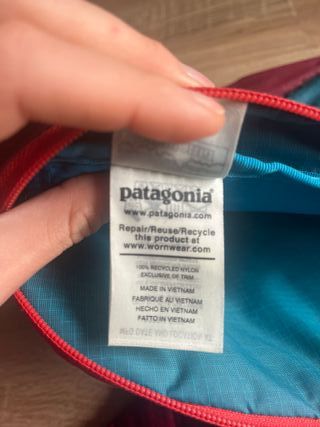 patagonia®
www.patagonia.com
Repair/Reuse/Recycle
this product at
www.wornwear.com
100% RECYCLED NYLON
EXCLUSIVE OF TRIM
MADE IN VIETNAM
FABRIQUÉ AU VIETNAM
HECHO EN VIETNAM
FATTO IN VIETNAM